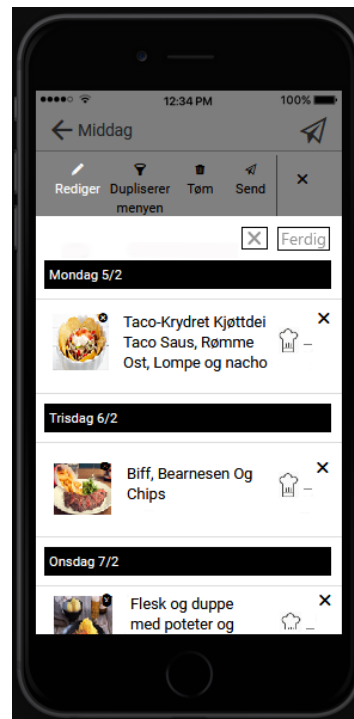 12:34 PM 100%
Middag
Rediger Dupliserer Tøm Send
menyen
Ferdig
Mondag 5/2
Taco-Krydret Kjøttdei
Taco Saus, Rømme
Ost, Lompe og nacho
Trisdag 6/2
Biff, Bearnesen Og
Chips
Onsdag 7/2
Flesk og duppe
med poteter og